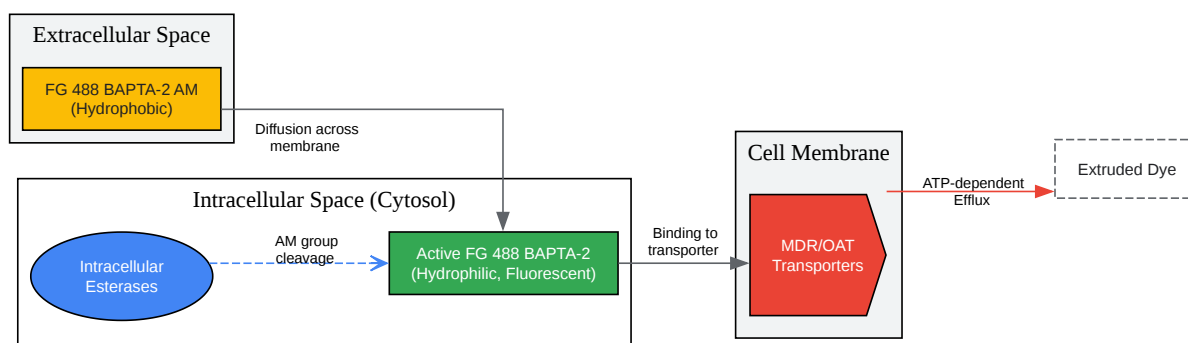 Extracellular Space
FG 488 BAPTA-2 AM
(Hydrophobic)
Diffusion across
membrane
Intracellular Space (Cytosol)
Intracellular
Esterases
AM group
cleavage
Active FG 488 BAPTA-2
(Hydrophilic, Fluorescent)
Binding to
transporter
Cell Membrane
MDR/OAT
Transporters
ATP-dependent
Efflux
Extruded Dye